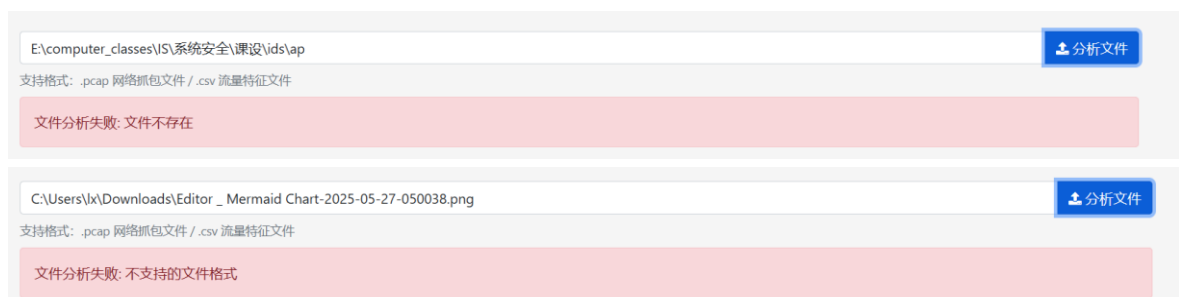 E:\computer_classes\IS\系统安全\课设\ids\ap
分析文件
支持格式：.pcap 网络抓包文件 / .csv 流量特征文件
文件分析失败: 文件不存在
C:\Users\lx\Downloads\Editor _ Mermaid Chart-2025-05-27-050038.png
分析文件
支持格式：.pcap 网络抓包文件 / .csv 流量特征文件
文件分析失败: 不支持的文件格式